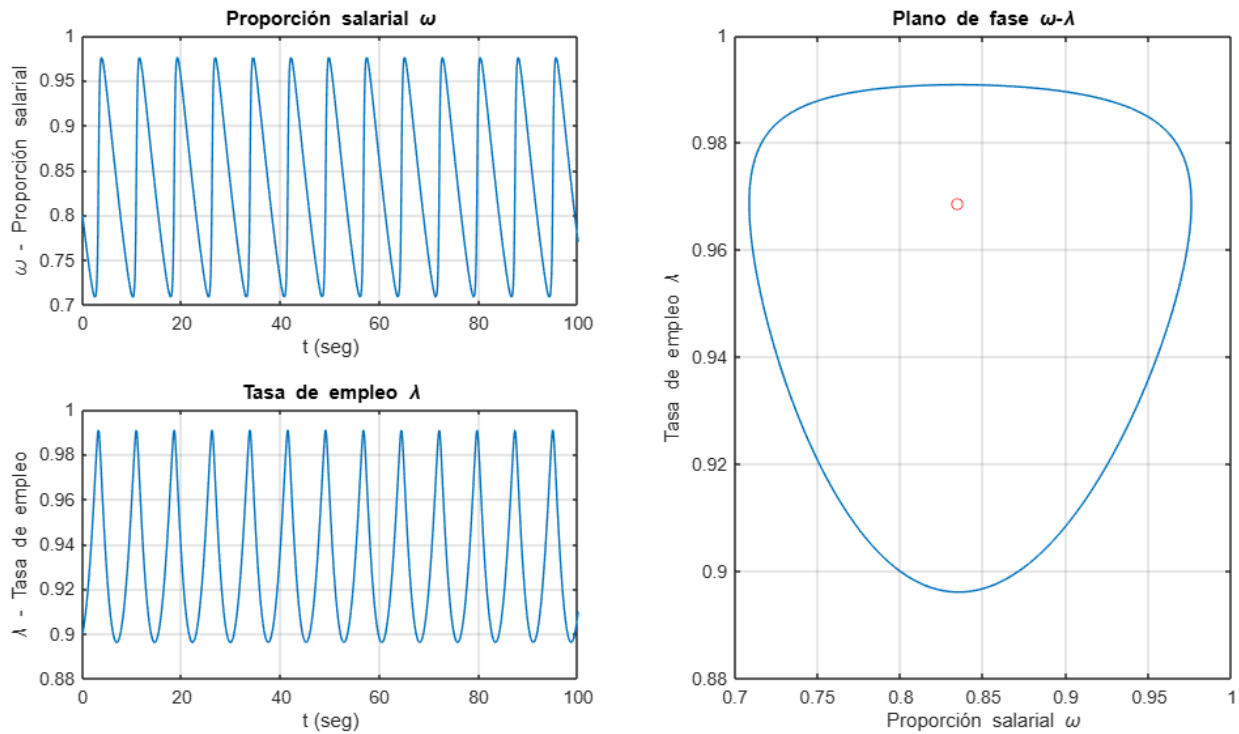 Proporción salarial ω
1
0.95
0.9
0.85
0.8
0.75
0.7
ω - Proporción salarial
0 20 40 60 80 100
t (seg)
Tasa de empleo λ
1
0.98
0.96
0.94
0.92
0.9
0.88
λ - Tasa de empleo
0 20 40 60 80 100
t (seg)
Plano de fase ω-λ
1
0.98
0.96
0.94
0.92
0.9
0.88
Tasa de empleo λ
0.7 0.75 0.8 0.85 0.9 0.95 1
Proporción salarial ω